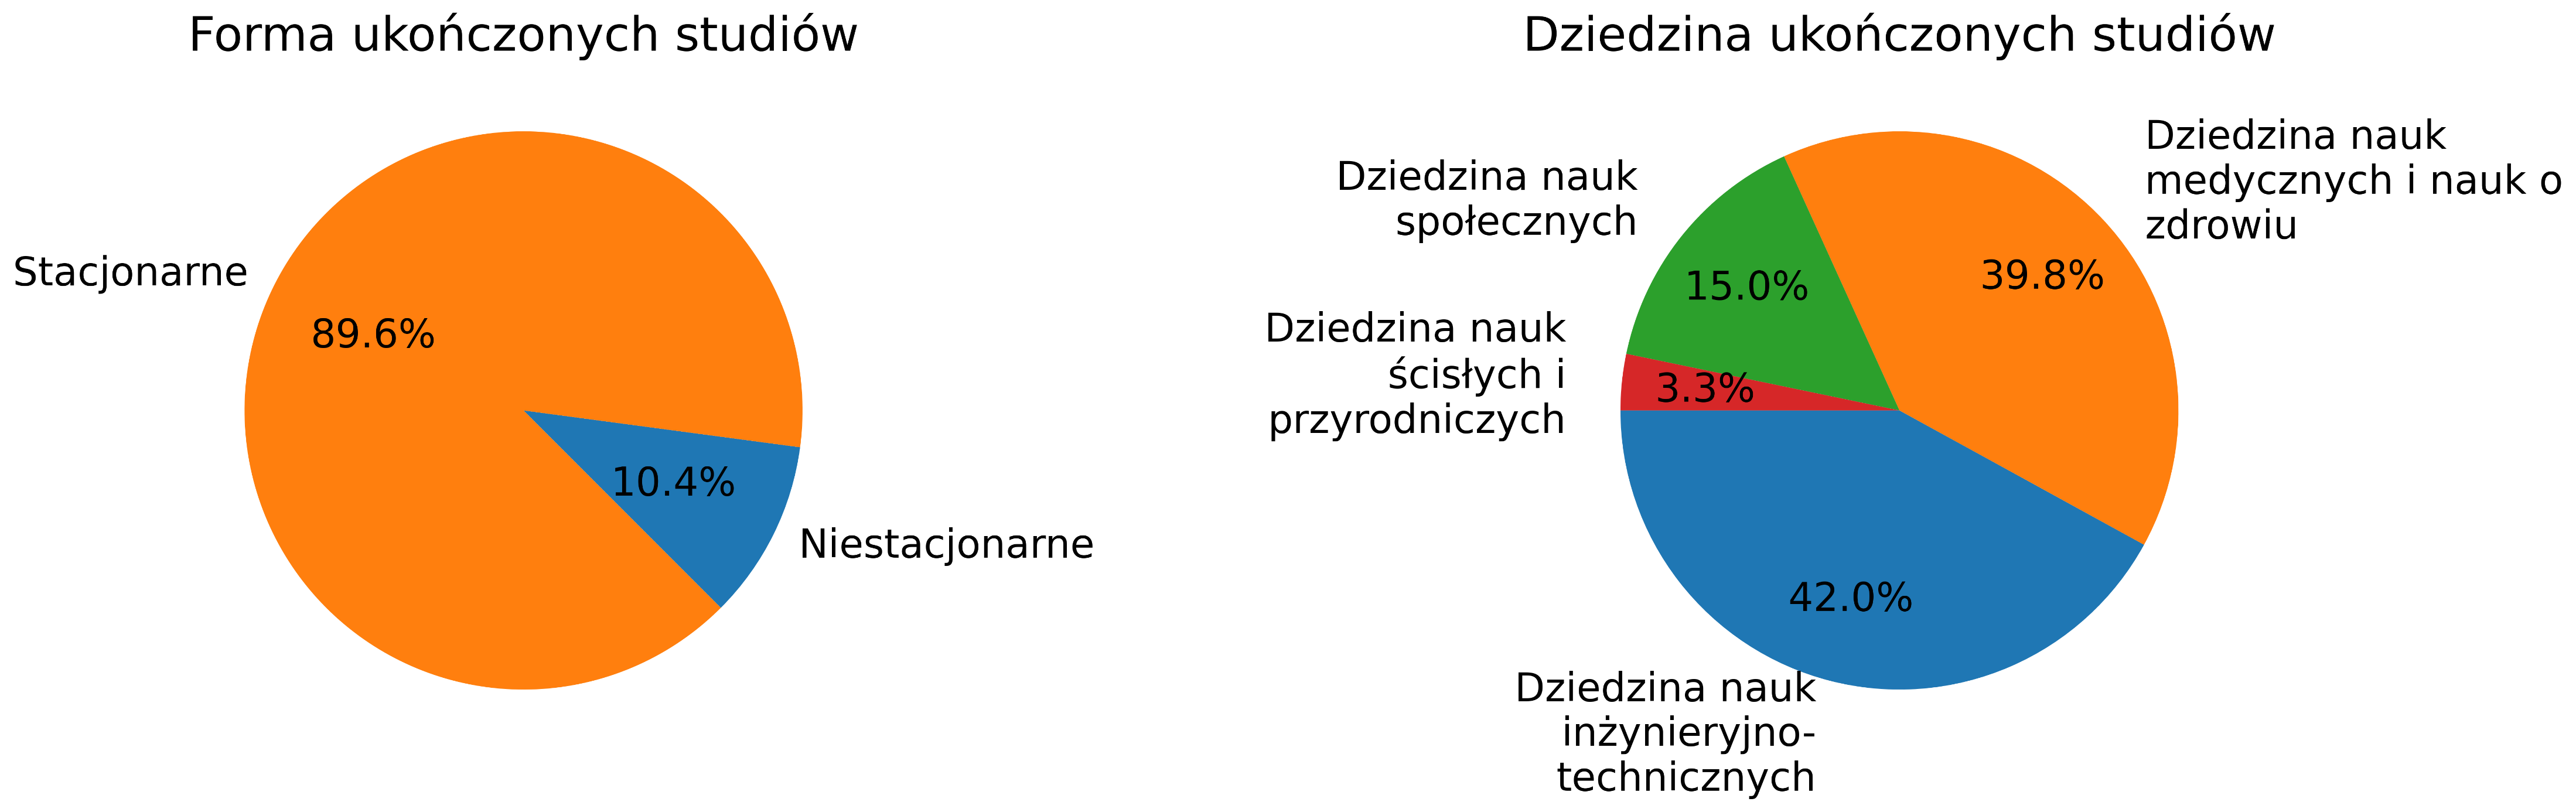 Forma ukończonych studiów
Stacjonarne
89.6%
10.4%
Niestacjonarne
Dziedzina ukończonych studiów
Dziedzina nauk
medycznych i nauk o
zdrowiu
39.8%
Dziedzina nauk
społecznych
15.0%
Dziedzina nauk
ścisłych i
przyrodniczych
3.3%
42.0%
Dziedzina nauk
inżynieryjno-
technicznych